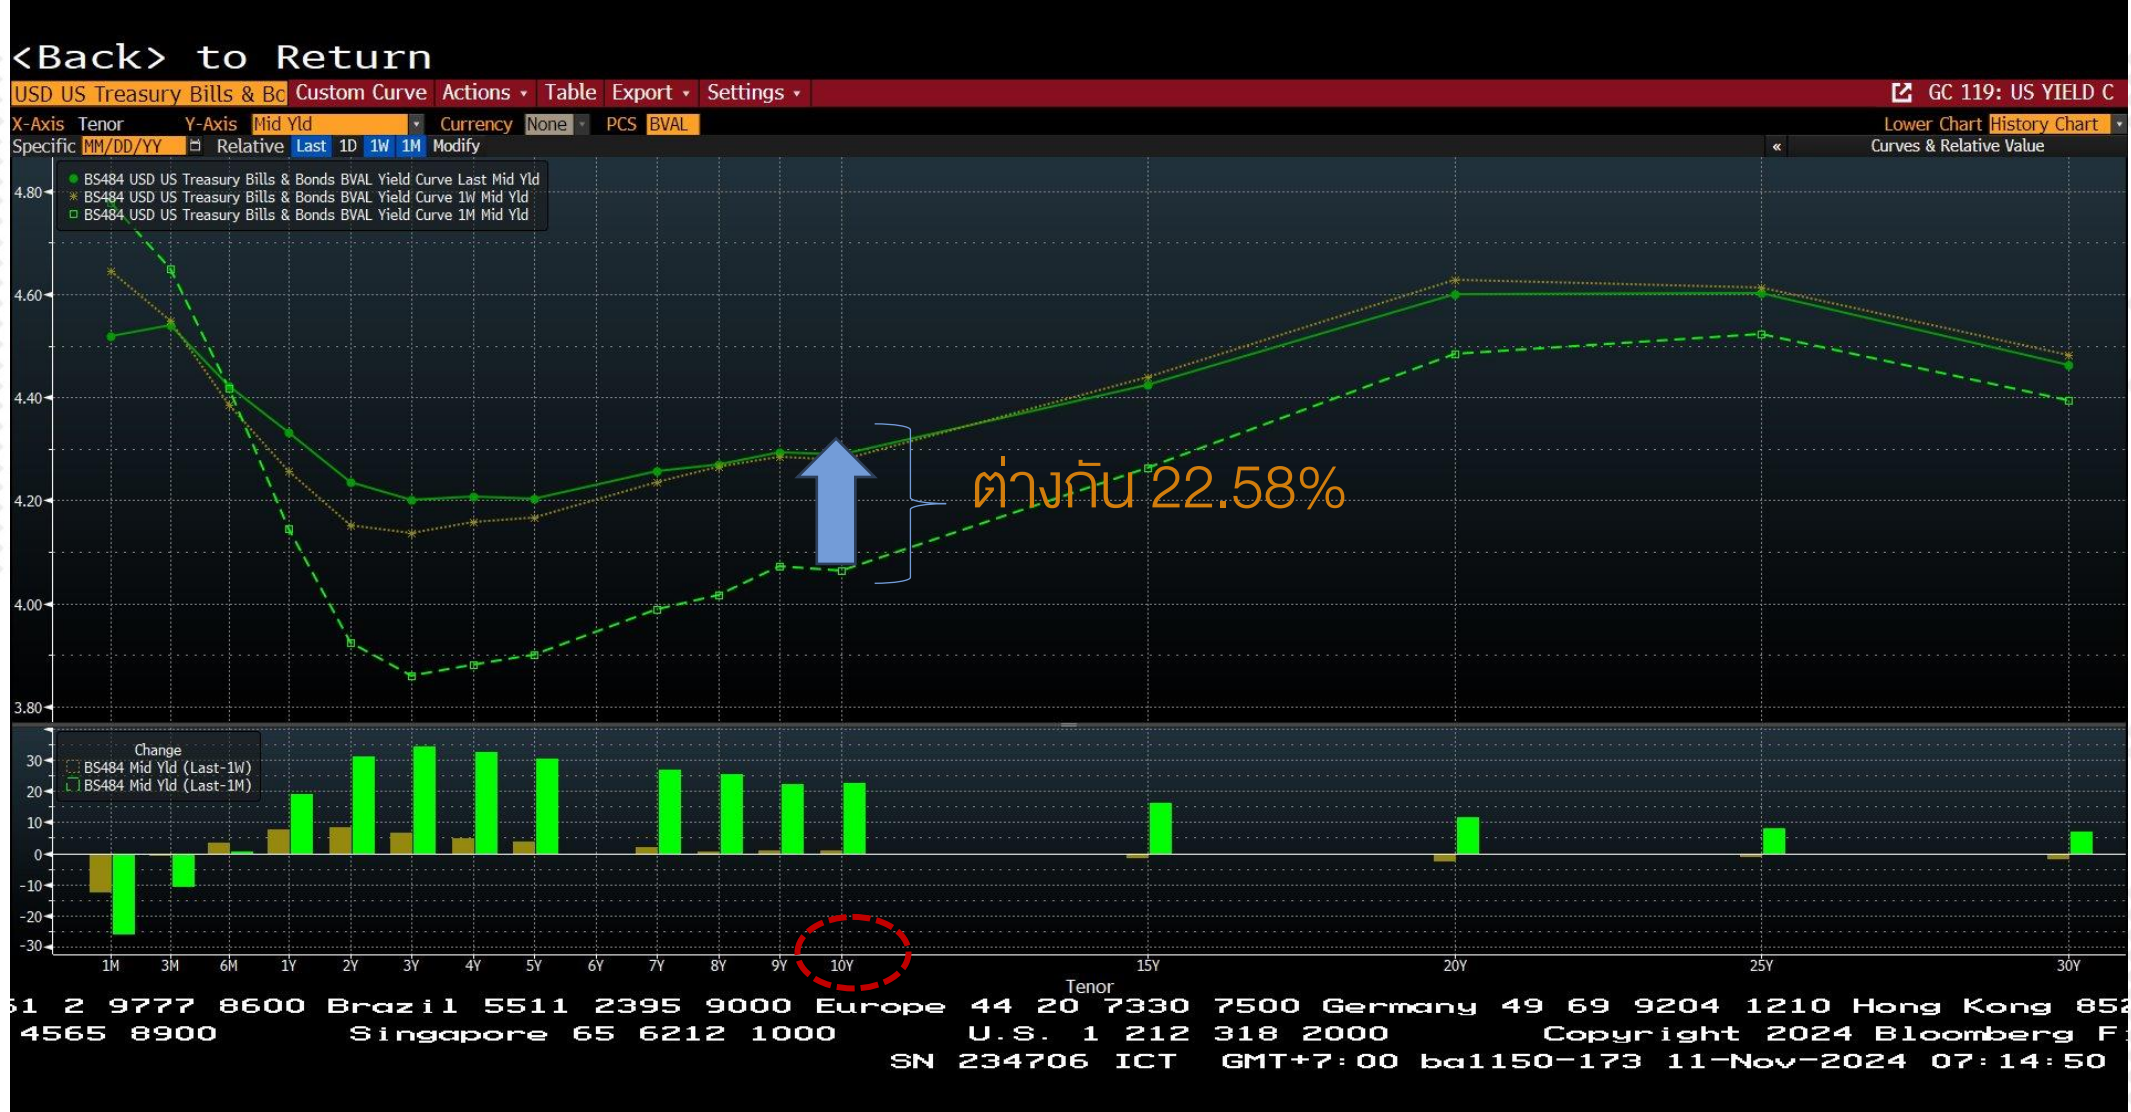 <Back> to Return
USD US Treasury Bills & Bo Custom Curve Actions Table Export Settings GC 119: US YIELD C
X-Axis Tenor Y-Axis Mid Yld Currency None PCS BVAL Lower Chart History Chart
Specific MM/DD/YY Relative Last 1D 1W 1M Modify « Curves & Relative Value
BS484 USD US Treasury Bills & Bonds BVAL Yield Curve Last Mid Yld
BS484 USD US Treasury Bills & Bonds BVAL Yield Curve 1W Mid Yld
BS484 USD US Treasury Bills & Bonds BVAL Yield Curve 1M Mid Yld
4.80
4.60
4.40
4.20
4.00
3.80
ต่างกัน 22.58%
Change
BS484 Mid Yld (Last-1W)
BS484 Mid Yld (Last-1M)
30
20
10
0
-10
-20
-30
1M 3M 6M 1Y 2Y 3Y 4Y 5Y 6Y 7Y 8Y 9Y 10Y 15Y 20Y 25Y 30Y
Tenor
61 2 9777 8600 Brazil 5511 2395 9000 Europe 44 20 7330 7500 Germany 49 69 9204 1210 Hong Kong 852
4565 8900 Singapore 65 6212 1000 U.S. 1 212 318 2000 Copyright 2024 Bloomberg F
SN 234706 ICT GMT+7:00 ba1150-173 11-Nov-2024 07:14:50